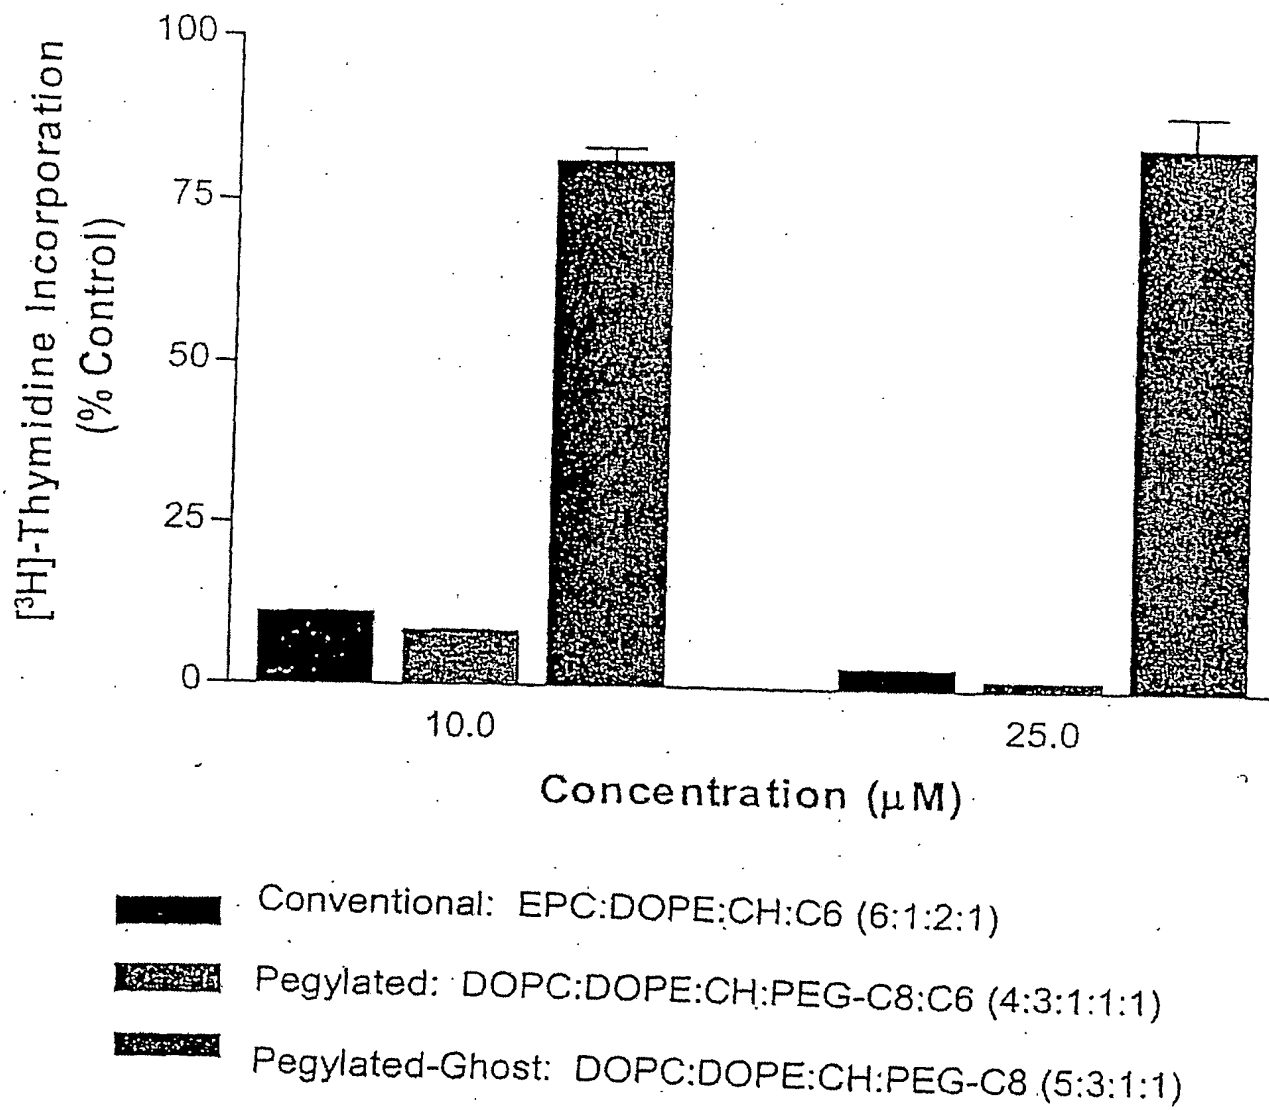 [³H]-Thymidine Incorporation
(% Control)
100
75
50
25
0
10.0
25.0
Concentration (μM)
Conventional: EPC:DOPE:CH:C6 (6:1:2:1)
Pegylated: DOPC:DOPE:CH:PEG-C8:C6 (4:3:1:1:1)
Pegylated-Ghost: DOPC:DOPE:CH:PEG-C8 (5:3:1:1)